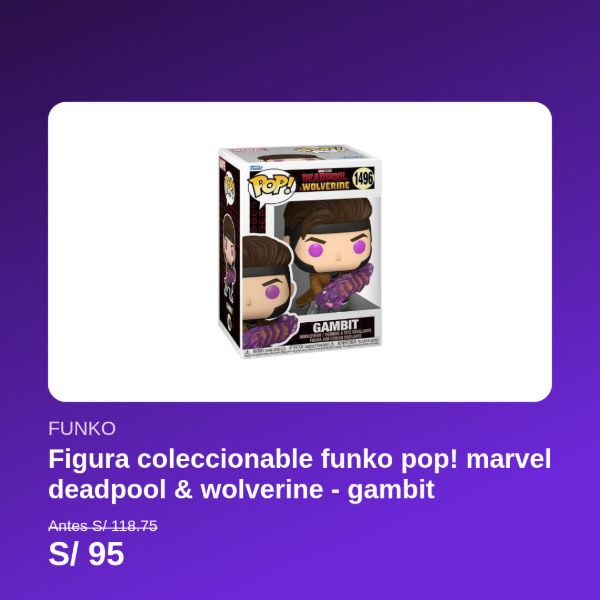 POP!
DEADPOOL
WOLVERINE
1496
GAMBIT
FUNKO
Figura coleccionable funko pop! marvel
deadpool & wolverine - gambit
Antes S/ 118.75
S/ 95